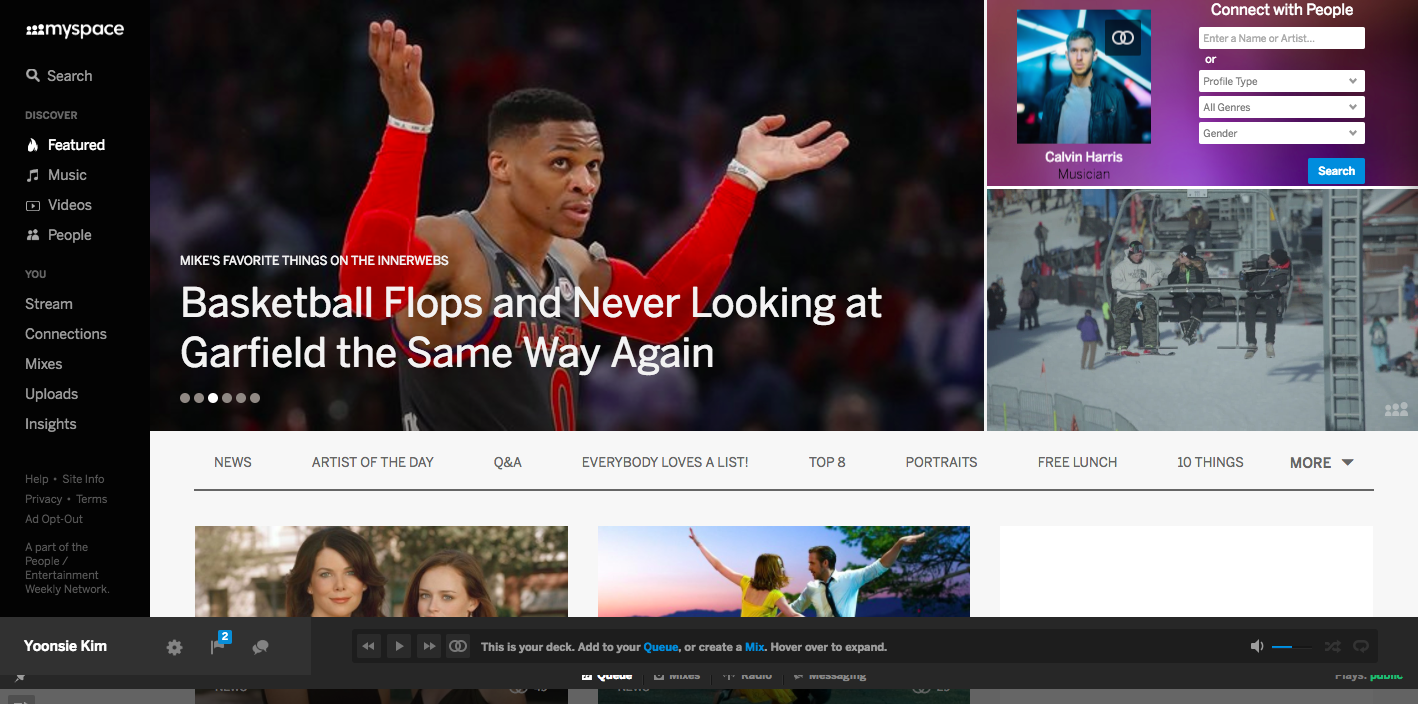 myspace
Search
DISCOVER
Featured
Music
Videos
People
YOU
Stream
Connections
Mixes
Uploads
Insights
Help • Site Info
Privacy • Terms
Ad Opt-Out
A part of the
People /
Entertainment
Weekly Network.
MIKE'S FAVORITE THINGS ON THE INNERWEBS
Basketball Flops and Never Looking at
Garfield the Same Way Again
ALL-STAR
0
Connect with People
Enter a Name or Artist...
or
Profile Type
All Genres
Gender
Search
Calvin Harris
Musician
NEWS
ARTIST OF THE DAY
Q&A
EVERYBODY LOVES A LIST!
TOP 8
PORTRAITS
FREE LUNCH
10 THINGS
MORE
Yoonsie Kim
2
This is your deck. Add to your Queue, or create a Mix. Hover over to expand.
Queue
Mixes
Radio
Messaging
Plays: public
NEWS
NEWS